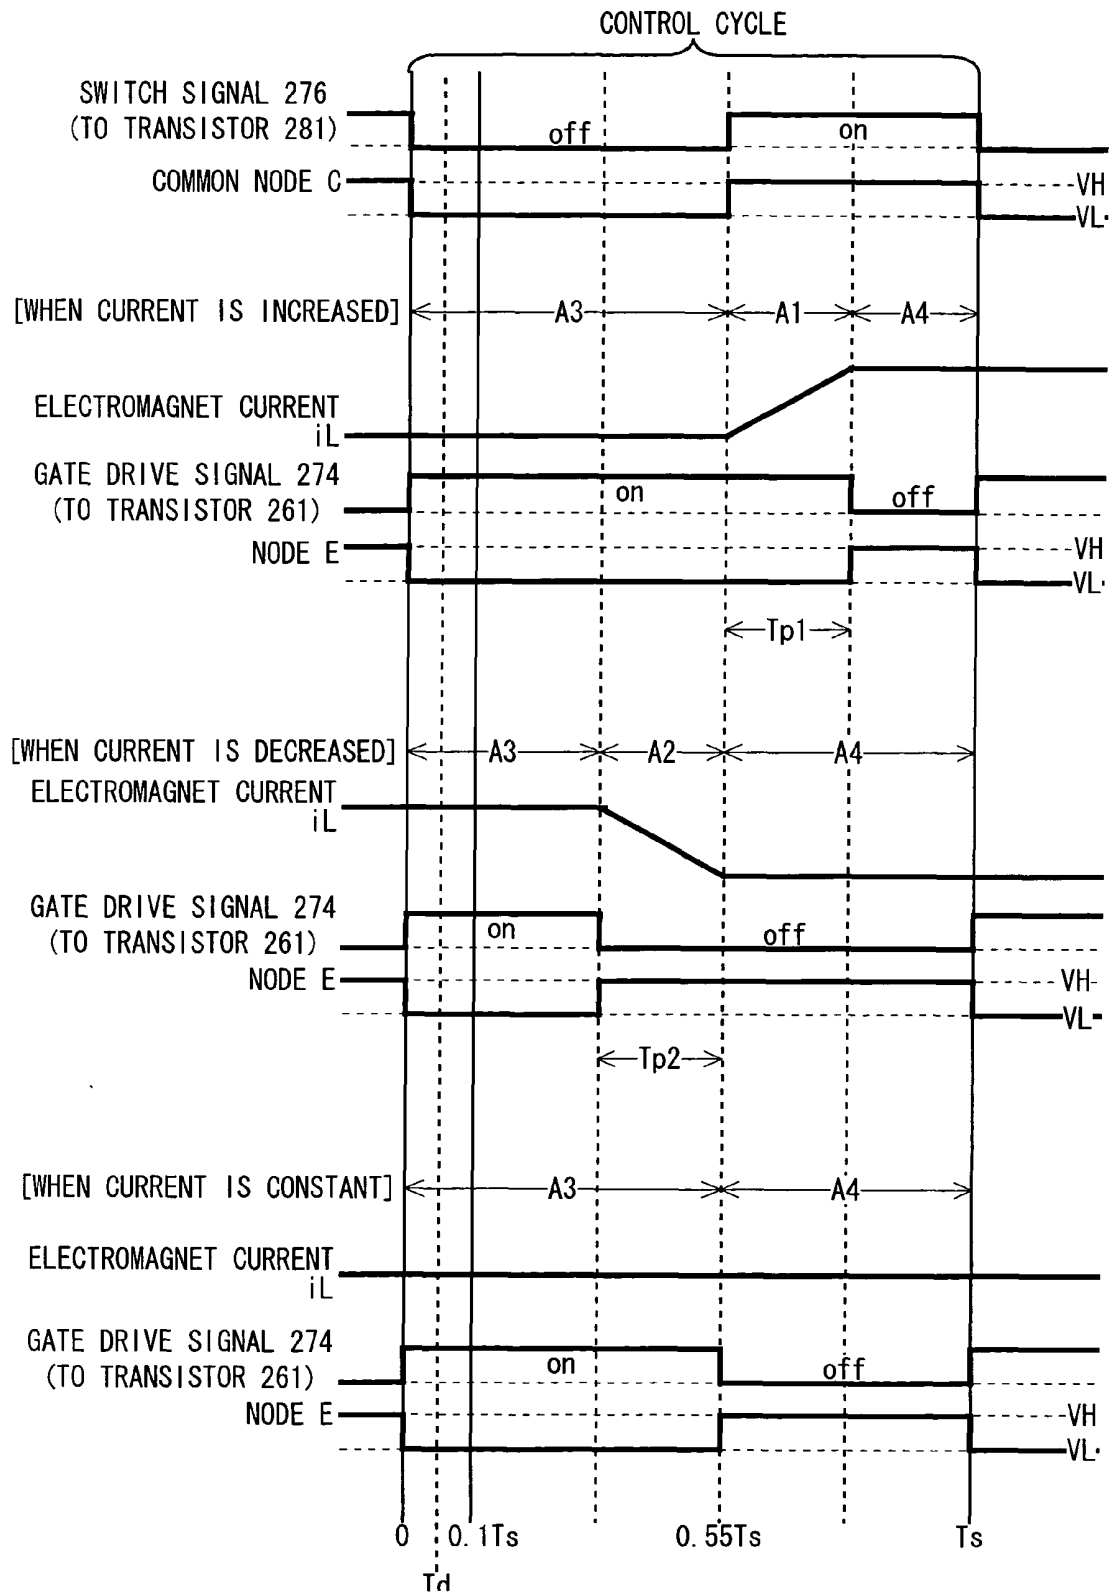 CONTROL CYCLE
SWITCH SIGNAL 276
(TO TRANSISTOR 281)
off
on
COMMON NODE C
VH
VL
[WHEN CURRENT IS INCREASED]
A3
A1
A4
ELECTROMAGNET CURRENT
iL
GATE DRIVE SIGNAL 274
(TO TRANSISTOR 261)
on
off
NODE E
VH
VL
Tp1
[WHEN CURRENT IS DECREASED]
A3
A2
A4
ELECTROMAGNET CURRENT
iL
GATE DRIVE SIGNAL 274
(TO TRANSISTOR 261)
on
off
NODE E
VH
VL
Tp2
[WHEN CURRENT IS CONSTANT]
A3
A4
ELECTROMAGNET CURRENT
iL
GATE DRIVE SIGNAL 274
(TO TRANSISTOR 261)
on
off
NODE E
VH
VL
0
0.1Ts
0.55Ts
Ts
Td